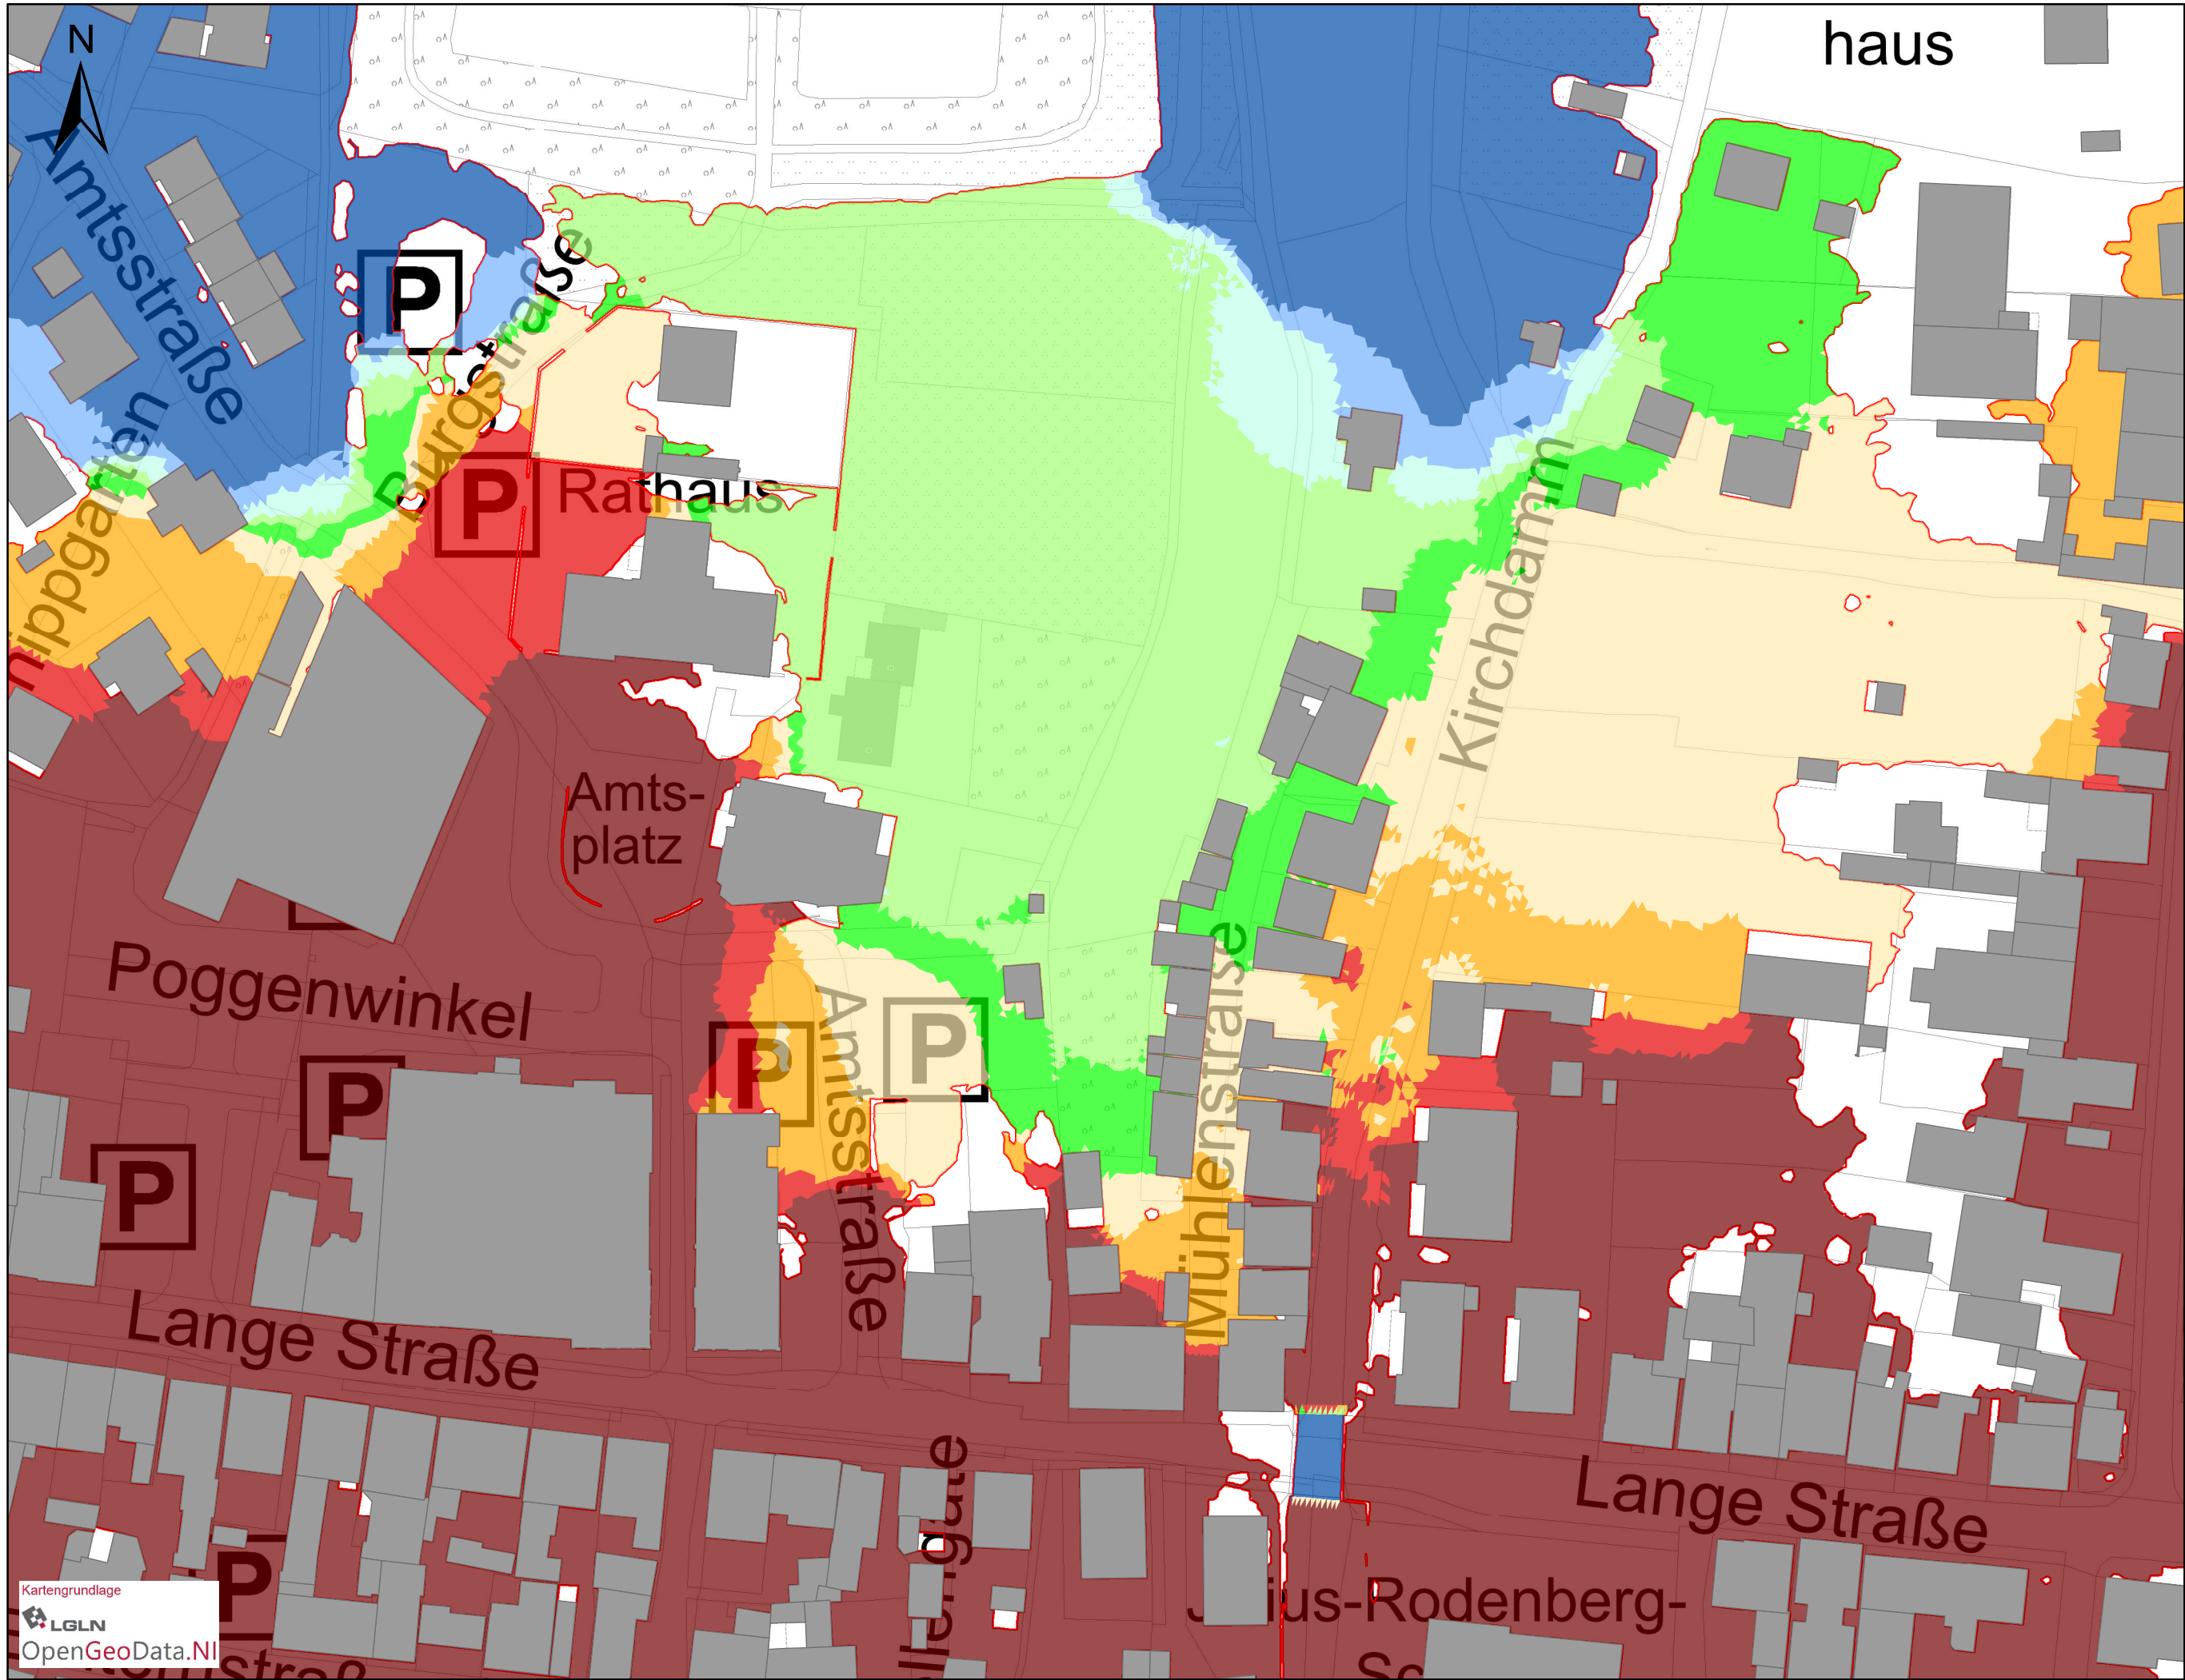 N
haus
Amtsstraße
P
Burgstraße
P
Rathaus
Kirchdamm
Amts-
platz
Poggenwinkel
Amtsstraße
P
P
Mühlenstraße
P
P
Lange Straße
Lange Straße
P
Julius-Rodenberg-
Kartengrundlage
LGLN
OpenGeoData.NI